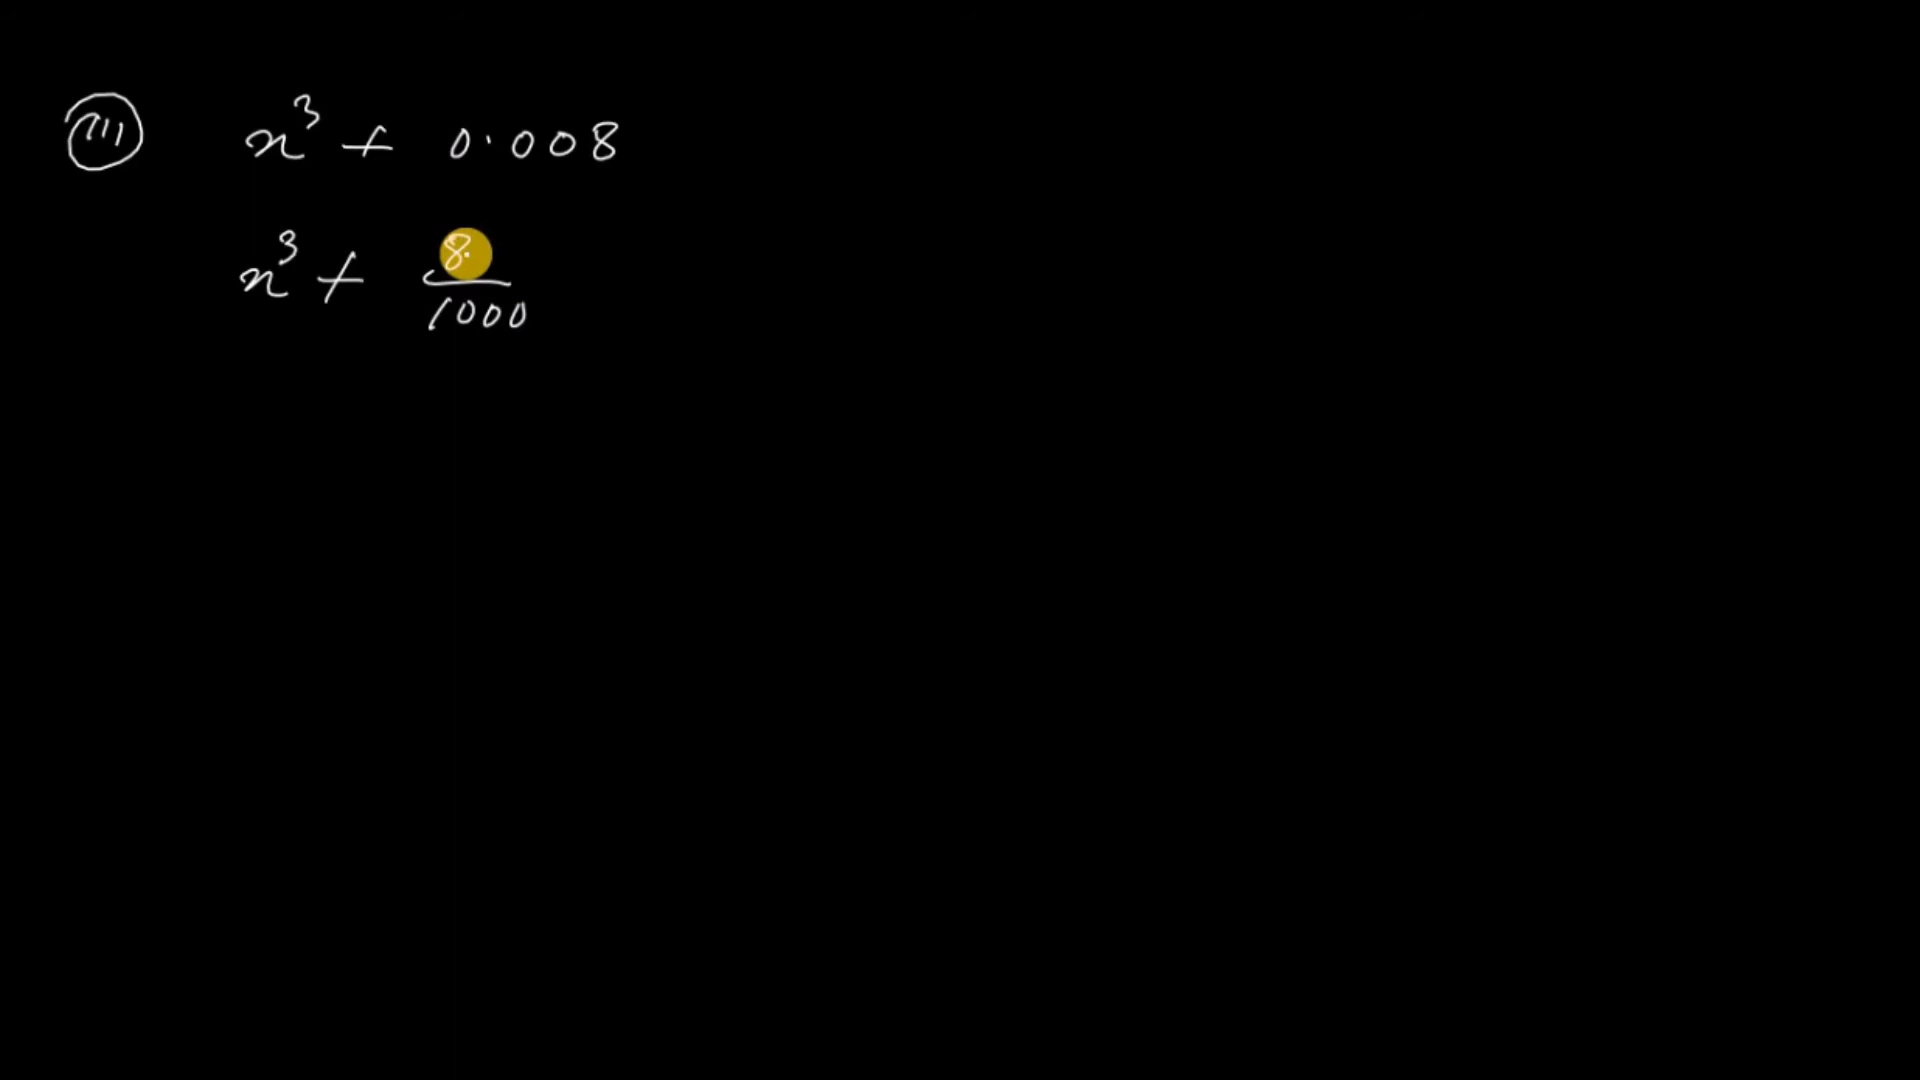 (iii) x³ + 0.008
x³ + 8/1000